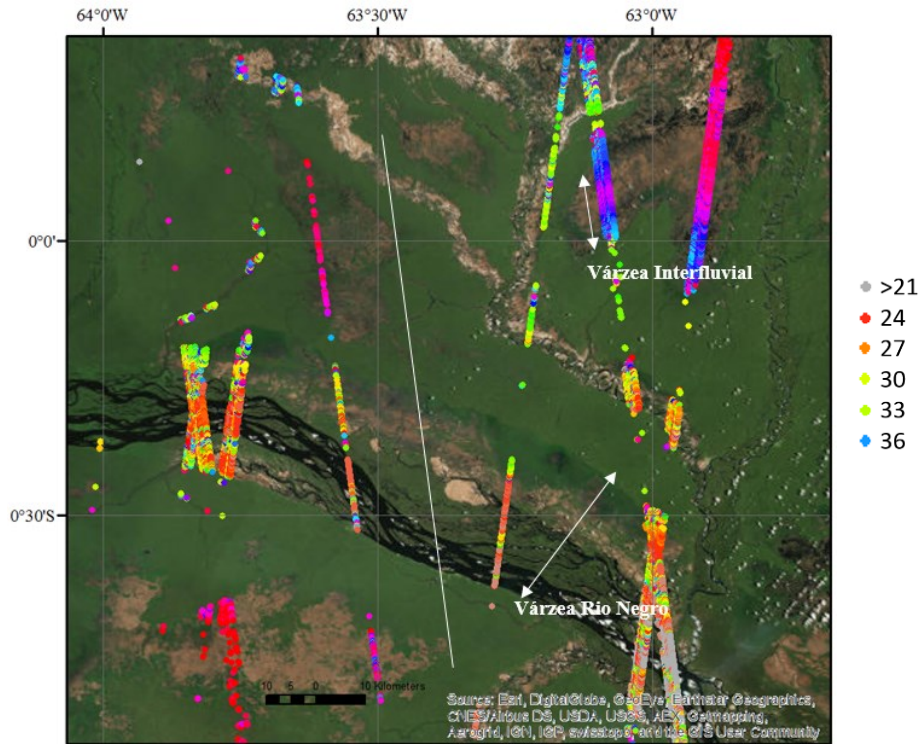 64°0'W
63°30'W
63°0'W
0°0'
Várzea Interfluvial
>21
24
27
30
33
36
0°30'S
Várzea Rio Negro
10 5 0 10 Kilometers
Source: Esri, DigitalGlobe, GeoEye, Earthstar Geographics,
CNES/Airbus DS, USDA, USGS, AEX, Getmapping,
Aerogrid, IGN, IGP, swisstopo, and the GIS User Community